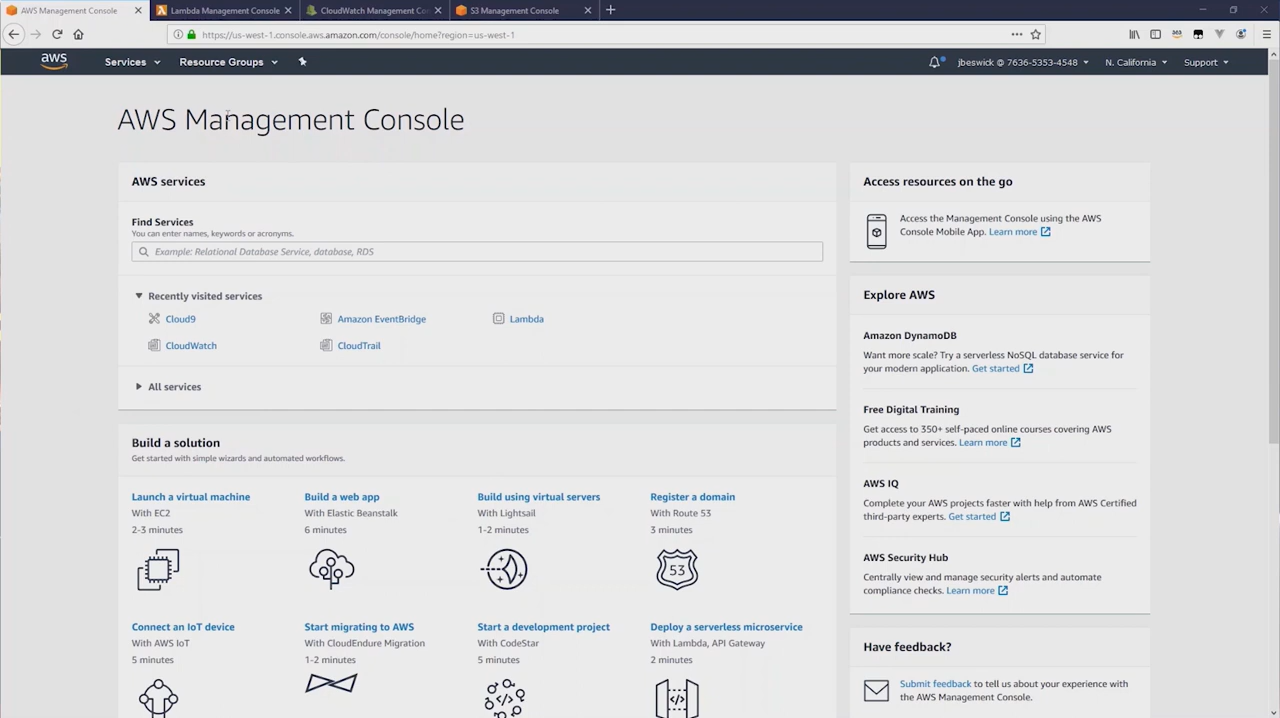 AWS Management Console
Lambda Management Console
CloudWatch Management Con
S3 Management Console
https://us-west-1.console.aws.amazon.com/console/home?region=us-west-1
aws
Services
Resource Groups
jbeswick @ 7636-5353-4548
N. California
Support
AWS Management Console
AWS services
Find Services
You can enter names, keywords or acronyms.
Example: Relational Database Service, database, RDS
Recently visited services
Cloud9
Amazon EventBridge
Lambda
CloudWatch
CloudTrail
All services
Build a solution
Get started with simple wizards and automated workflows.
Launch a virtual machine
With EC2
2-3 minutes
Build a web app
With Elastic Beanstalk
6 minutes
Build using virtual servers
With Lightsail
1-2 minutes
Register a domain
With Route 53
3 minutes
53
Connect an IoT device
With AWS IoT
5 minutes
Start migrating to AWS
With CloudEndure Migration
1-2 minutes
Start a development project
With CodeStar
5 minutes
Deploy a serverless microservice
With Lambda, API Gateway
2 minutes
Access resources on the go
Access the Management Console using the AWS
Console Mobile App. Learn more
Explore AWS
Amazon DynamoDB
Want more scale? Try a serverless NoSQL database service for
your modern application. Get started
Free Digital Training
Get access to 350+ self-paced online courses covering AWS
products and services. Learn more
AWS IQ
Complete your AWS projects faster with help from AWS Certified
third-party experts. Get started
AWS Security Hub
Centrally view and manage security alerts and automate
compliance checks. Learn more
Have feedback?
Submit feedback to tell us about your experience with
the AWS Management Console.